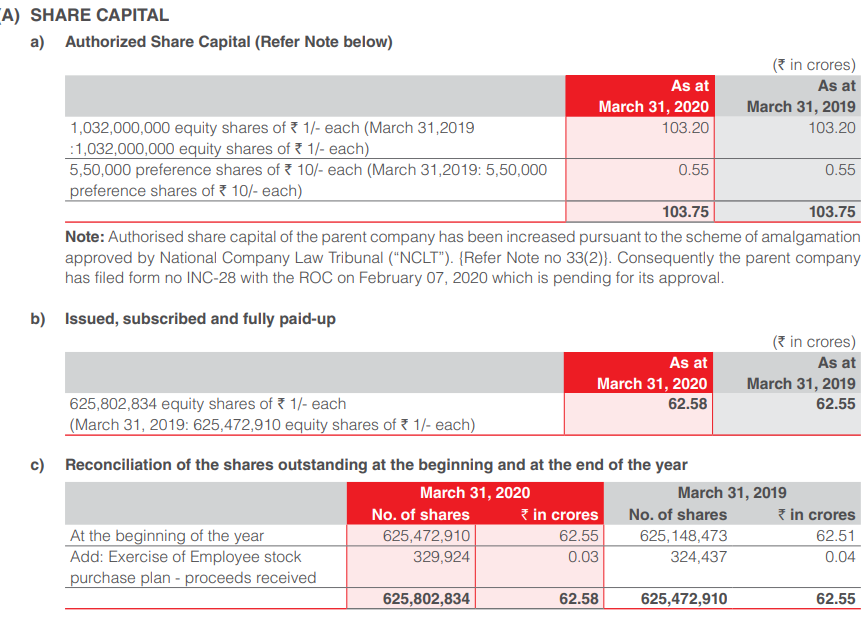 (A) SHARE CAPITAL
a) Authorized Share Capital (Refer Note below)
(₹ in crores)
As at March 31, 2020 As at March 31, 2019
1,032,000,000 equity shares of ₹ 1/- each (March 31,2019 103.20 103.20
:1,032,000,000 equity shares of ₹ 1/- each)
5,50,000 preference shares of ₹ 10/- each (March 31,2019: 5,50,000 0.55 0.55
preference shares of ₹ 10/- each)
103.75 103.75
Note: Authorised share capital of the parent company has been increased pursuant to the scheme of amalgamation
approved by National Company Law Tribunal (“NCLT”). {Refer Note no 33(2)}. Consequently the parent company
has filed form no INC-28 with the ROC on February 07, 2020 which is pending for its approval.
b) Issued, subscribed and fully paid-up
(₹ in crores)
As at March 31, 2020 As at March 31, 2019
625,802,834 equity shares of ₹ 1/- each 62.58 62.55
(March 31, 2019: 625,472,910 equity shares of ₹ 1/- each)
c) Reconciliation of the shares outstanding at the beginning and at the end of the year
March 31, 2020 March 31, 2019
No. of shares ₹ in crores No. of shares ₹ in crores
At the beginning of the year 625,472,910 62.55 625,148,473 62.51
Add: Exercise of Employee stock 329,924 0.03 324,437 0.04
purchase plan - proceeds received
625,802,834 62.58 625,472,910 62.55